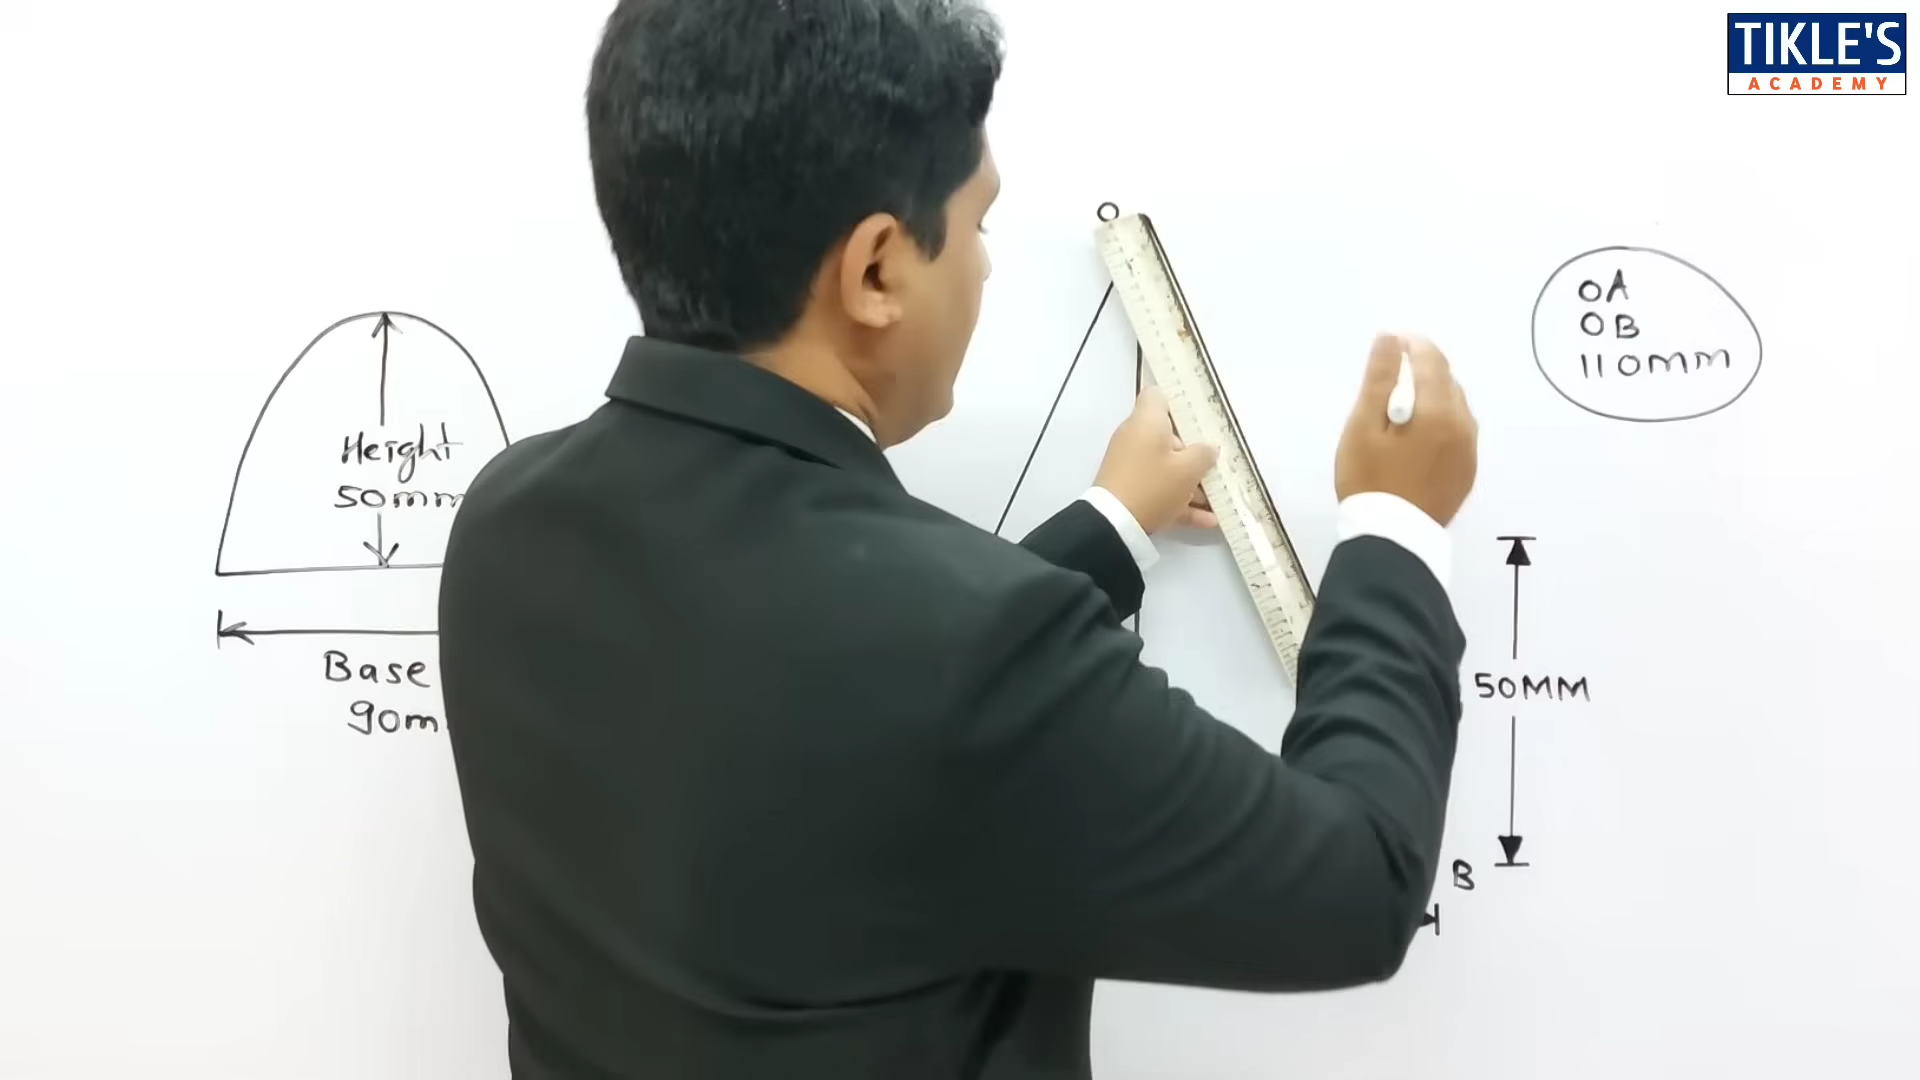 TIKLE'S
ACADEMY
O
OA
OB
110mm
Height
50mm
Base
50MM
B